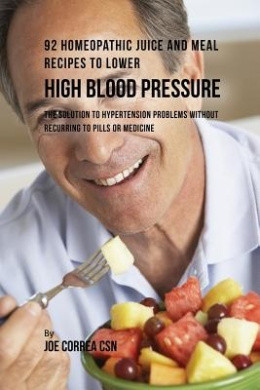 92 HOMEOPATHIC JUICE AND MEAL
RECIPES TO LOWER
HIGH BLOOD PRESSURE
THE SOLUTION TO HYPERTENSION PROBLEMS WITHOUT
RECURRING TO PILLS OR MEDICINE
By
JOE CORREA CSN